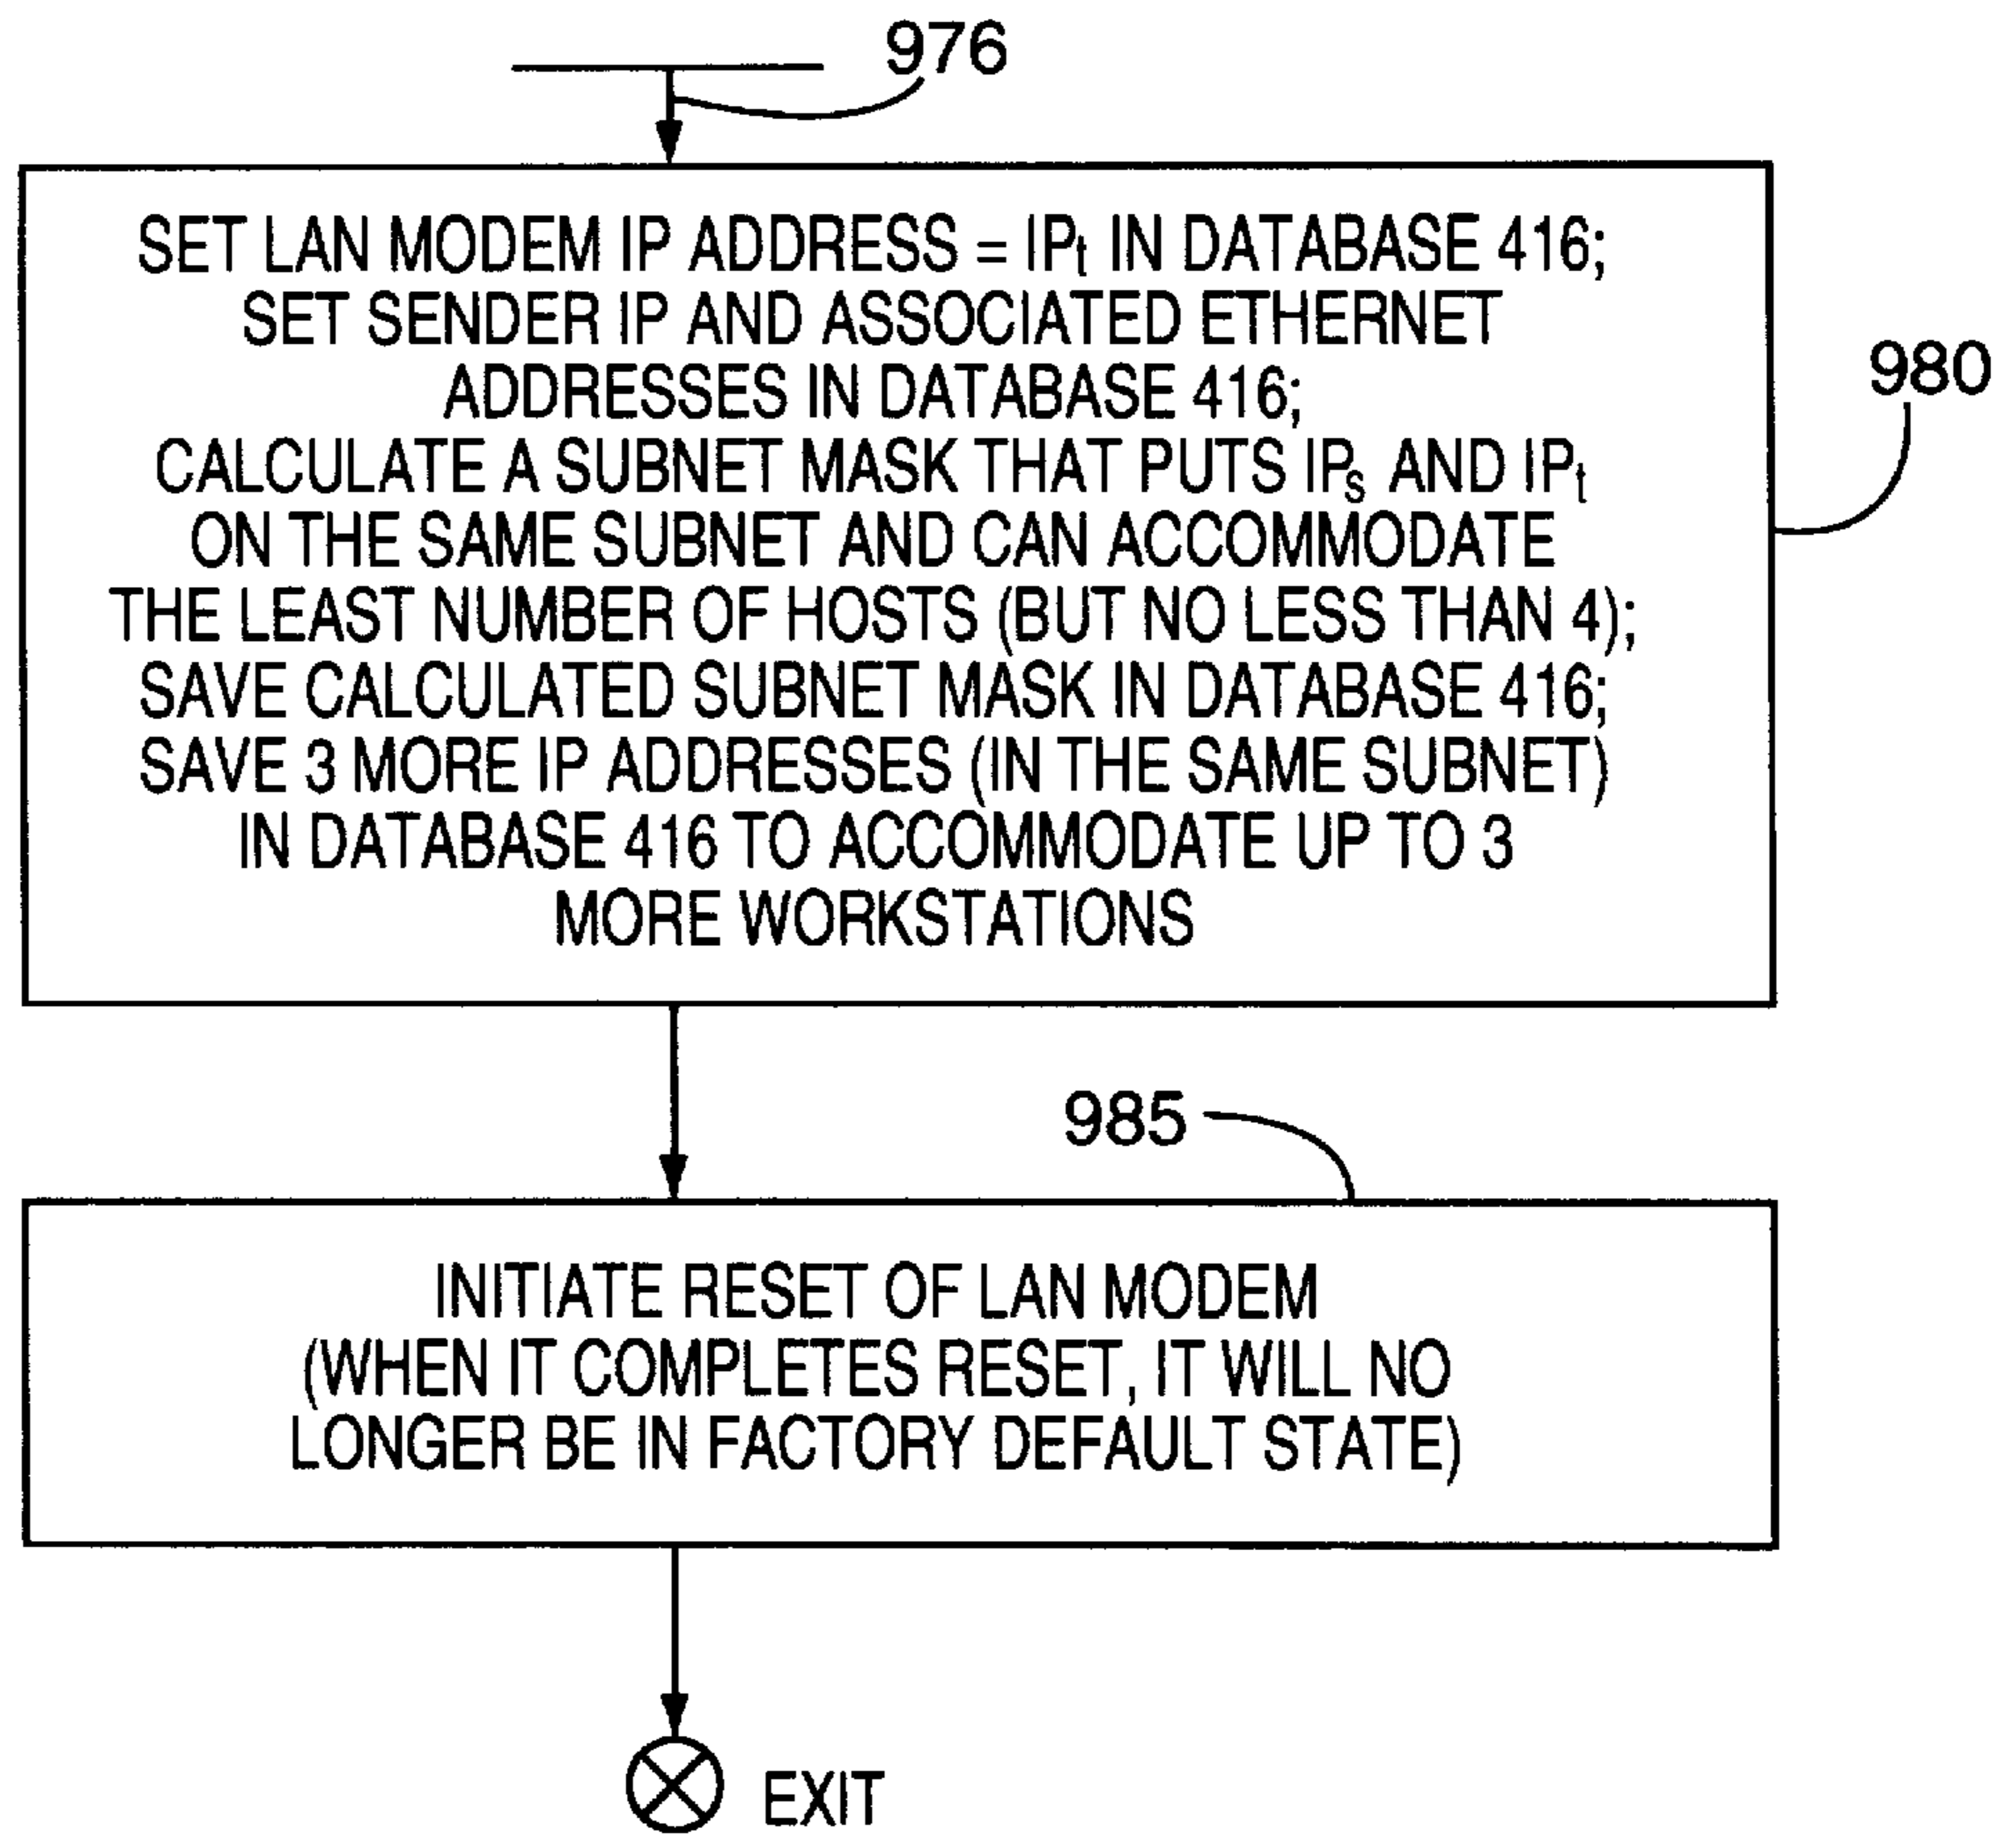 976
SET LAN MODEM IP ADDRESS = IPt IN DATABASE 416;
SET SENDER IP AND ASSOCIATED ETHERNET
ADDRESSES IN DATABASE 416;
CALCULATE A SUBNET MASK THAT PUTS IPs AND IPt
ON THE SAME SUBNET AND CAN ACCOMMODATE
THE LEAST NUMBER OF HOSTS (BUT NO LESS THAN 4);
SAVE CALCULATED SUBNET MASK IN DATABASE 416;
SAVE 3 MORE IP ADDRESSES (IN THE SAME SUBNET)
IN DATABASE 416 TO ACCOMMODATE UP TO 3
MORE WORKSTATIONS
980
985
INITIATE RESET OF LAN MODEM
(WHEN IT COMPLETES RESET, IT WILL NO
LONGER BE IN FACTORY DEFAULT STATE)
EXIT